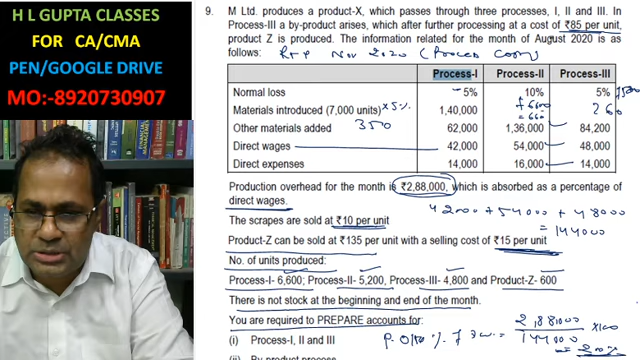 H L GUPTA CLASSES
FOR CA/CMA
PEN/GOOGLE DRIVE
MO:-8920730907
9. M Ltd. produces a product-X, which passes through three processes, I, II and III. In
Process-III a by-product arises, which after further processing at a cost of ₹85 per unit,
product Z is produced. The information related for the month of August 2020 is as
follows: RTP Nov 2020 (Process Costing)
Process-I Process-II Process-III
Normal loss 5% 10% 5%
Materials introduced (7,000 units) ×5% 1,40,000 +6600 260
= 350 = 660
Other materials added 62,000 1,36,000 84,200
Direct wages 42,000 54,000 48,000
Direct expenses 14,000 16,000 14,000
Production overhead for the month is ₹2,88,000, which is absorbed as a percentage of
direct wages. 42000 + 54000 + 48000
The scrapes are sold at ₹10 per unit = 144000
Product-Z can be sold at ₹135 per unit with a selling cost of ₹15 per unit
No. of units produced:
Process-I- 6,600; Process-II- 5,200, Process-III- 4,800 and Product-Z- 600
There is not stock at the beginning and end of the month.
You are required to PREPARE accounts for: 2,88,000 ×100
(i) Process-I, II and III P. O/H % of 144000
= 200%
(ii) By-product process